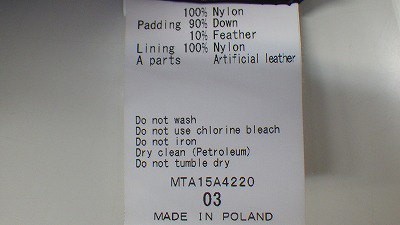 100% Nylon
Padding 90% Down
10% Feather
Lining 100% Nylon
A parts Artificial leather
Do not wash
Do not use chlorine bleach
Do not iron
Dry clean (Petroleum)
Do not tumble dry
MTA15A4220
03
MADE IN POLAND